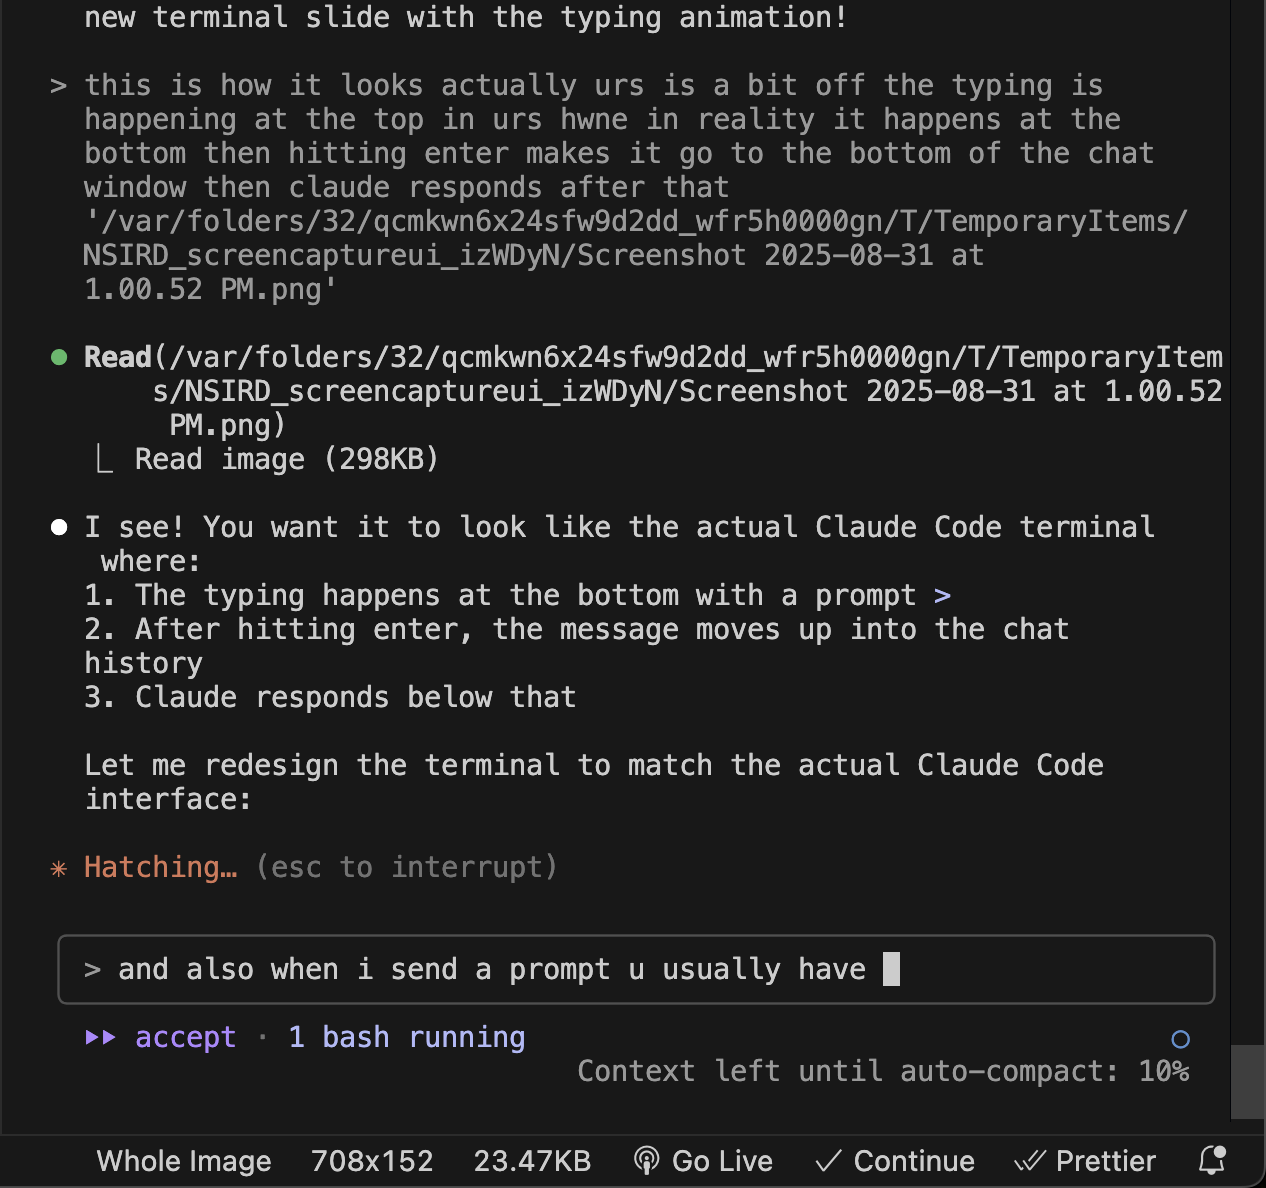 new terminal slide with the typing animation!
> this is how it looks actually urs is a bit off the typing is
happening at the top in urs hwne in reality it happens at the
bottom then hitting enter makes it go to the bottom of the chat
window then claude responds after that
'/var/folders/32/qcmkwn6x24sfw9d2dd_wfr5h0000gn/T/TemporaryItems/
NSIRD_screencaptureui_izWDyN/Screenshot 2025-08-31 at
1.00.52 PM.png'
● Read(/var/folders/32/qcmkwn6x24sfw9d2dd_wfr5h0000gn/T/TemporaryItem
s/NSIRD_screencaptureui_izWDyN/Screenshot 2025-08-31 at 1.00.52
PM.png)
⎿ Read image (298KB)
● I see! You want it to look like the actual Claude Code terminal
where:
1. The typing happens at the bottom with a prompt >
2. After hitting enter, the message moves up into the chat
history
3. Claude responds below that
Let me redesign the terminal to match the actual Claude Code
interface:
✳ Hatching… (esc to interrupt)
> and also when i send a prompt u usually have
⏵⏵ accept · 1 bash running
Context left until auto-compact: 10%
Whole Image 708x152 23.47KB Go Live ✓ Continue Prettier